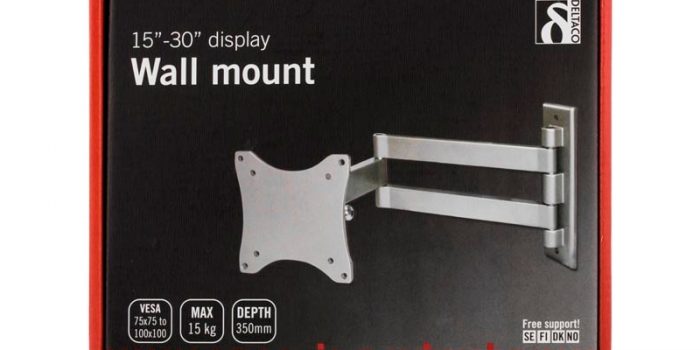 DELTACO
15”-30” display
Wall mount
VESA
75x75 to
100x100
MAX
15 kg
DEPTH
350mm
Free support!
SE FI DK NO